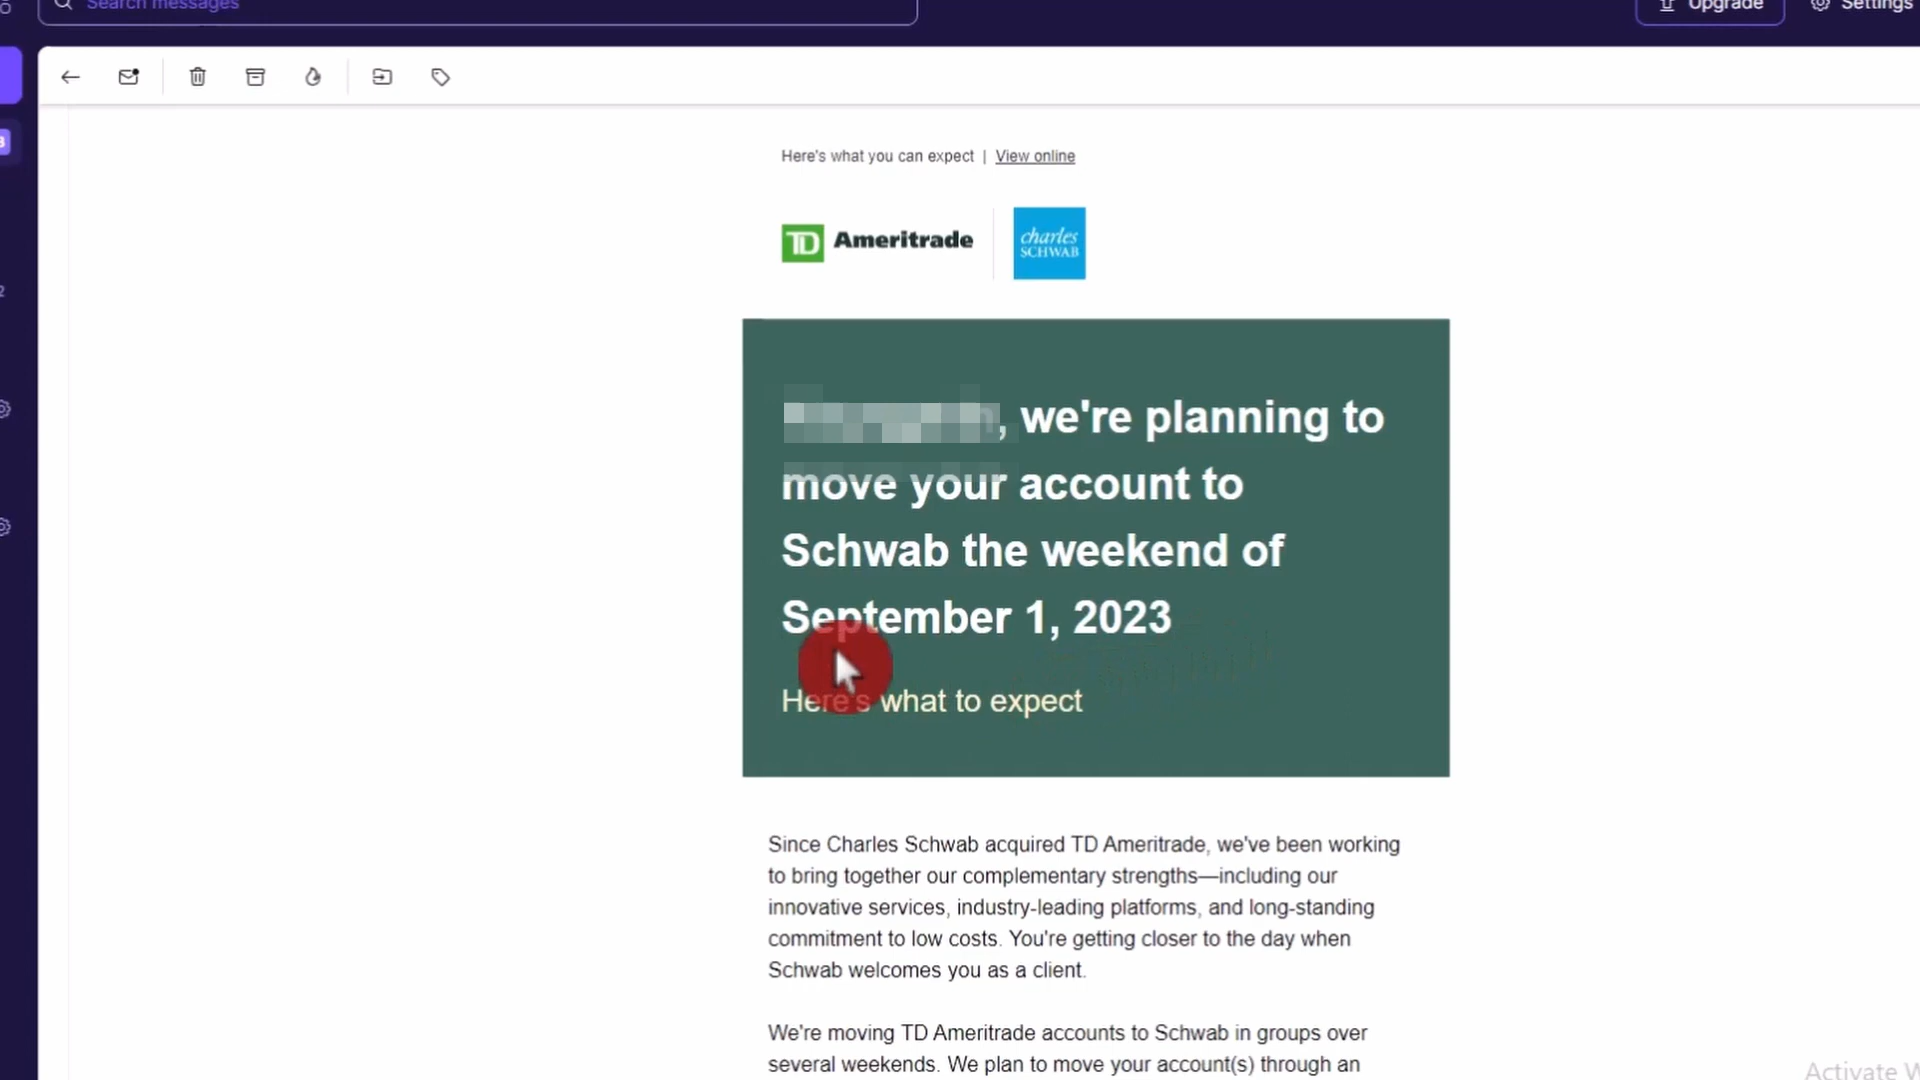 Search messages
Upgrade
Settings
Here's what you can expect | View online
TD Ameritrade
charles
SCHWAB
, we're planning to
move your account to
Schwab the weekend of
September 1, 2023
Here's what to expect
Since Charles Schwab acquired TD Ameritrade, we've been working
to bring together our complementary strengths—including our
innovative services, industry-leading platforms, and long-standing
commitment to low costs. You're getting closer to the day when
Schwab welcomes you as a client.
We're moving TD Ameritrade accounts to Schwab in groups over
several weekends. We plan to move your account(s) through an
Activate W